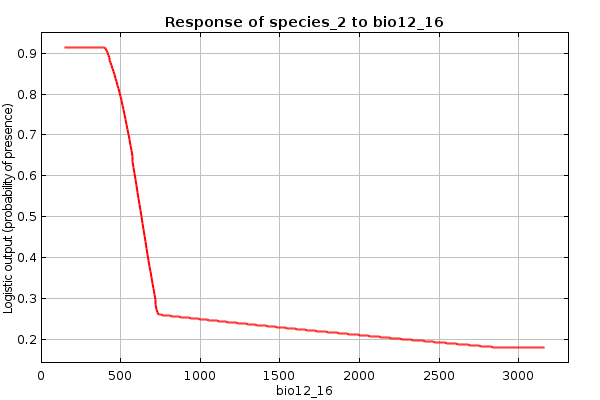 Response of species_2 to bio12_16
Logistic output (probability of presence)
0.9
0.8
0.7
0.6
0.5
0.4
0.3
0.2
0 500 1000 1500 2000 2500 3000
bio12_16